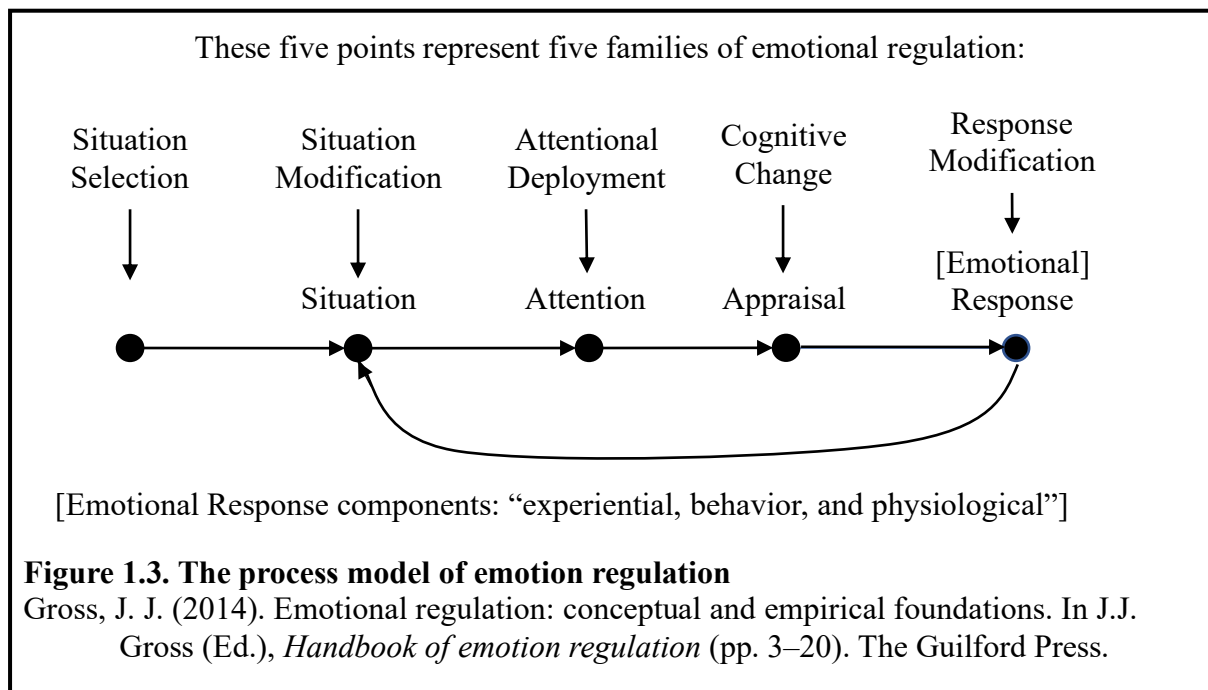 These five points represent five families of emotional regulation:
Situation
Selection
Situation
Modification
Attentional
Deployment
Cognitive
Change
Response
Modification
Situation
Attention
Appraisal
[Emotional]
Response
[Emotional Response components: “experiential, behavior, and physiological”]
Figure 1.3. The process model of emotion regulation
Gross, J. J. (2014). Emotional regulation: conceptual and empirical foundations. In J.J.
Gross (Ed.), Handbook of emotion regulation (pp. 3–20). The Guilford Press.